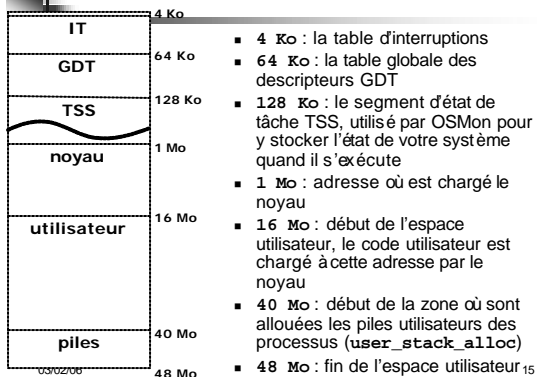 4 Ko
IT
64 Ko
GDT
128 Ko
TSS
1 Mo
noyau
16 Mo
utilisateur
40 Mo
piles
03/02/06
48 Mo
4 Ko : la table d'interruptions
64 Ko : la table globale des
descripteurs GDT
128 Ko : le segment d'état de
tâche TSS, utilisé par OSMon pour
y stocker l'état de votre système
quand il s'exécute
1 Mo : adresse où est chargé le
noyau
16 Mo : début de l'espace
utilisateur, le code utilisateur est
chargé à cette adresse par le
noyau
40 Mo : début de la zone où sont
allouées les piles utilisateurs des
processus (user_stack_alloc)
48 Mo : fin de l'espace utilisateur
15